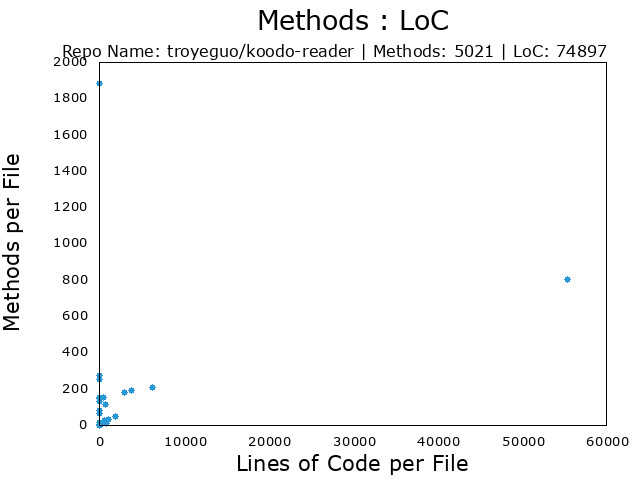 Methods : LoC
Repo Name: troyeguo/koodo-reader | Methods: 5021 | LoC: 74897
Methods per File
2000
1800
1600
1400
1200
1000
800
600
400
200
0
0 10000 20000 30000 40000 50000 60000
Lines of Code per File